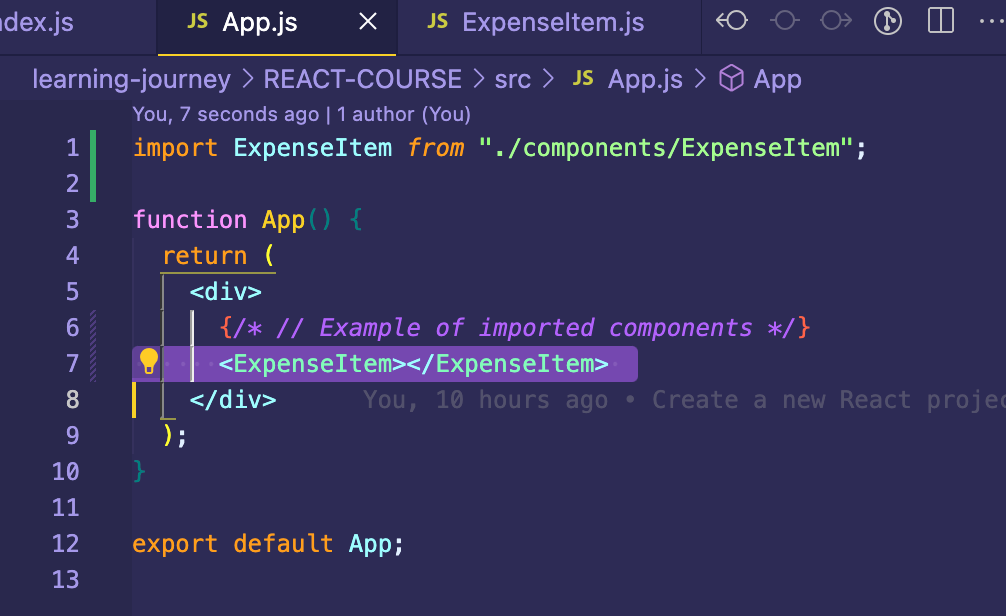 ndex.js JS App.js × JS ExpenseItem.js
learning-journey > REACT-COURSE > src > JS App.js > App
You, 7 seconds ago | 1 author (You)
1 import ExpenseItem from "./components/ExpenseItem";
2
3 function App() {
4 return (
5 <div>
6 {/* // Example of imported components */}
7 <ExpenseItem></ExpenseItem>
8 </div> You, 10 hours ago • Create a new React projec
9 );
10 }
11
12 export default App;
13